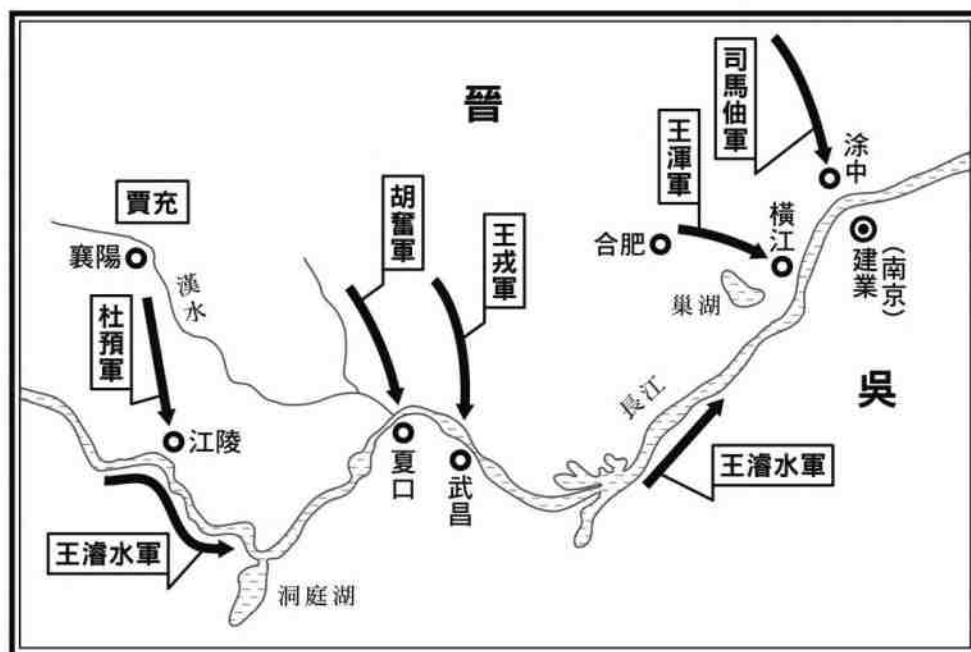 晉
司馬伷軍
涂中
王渾軍
橫江
合肥
建業
（南京）
巢湖
吳
賈充
襄陽
漢水
杜預軍
胡奮軍
王戎軍
江陵
夏口
武昌
長江
王濬水軍
王濬水軍
洞庭湖